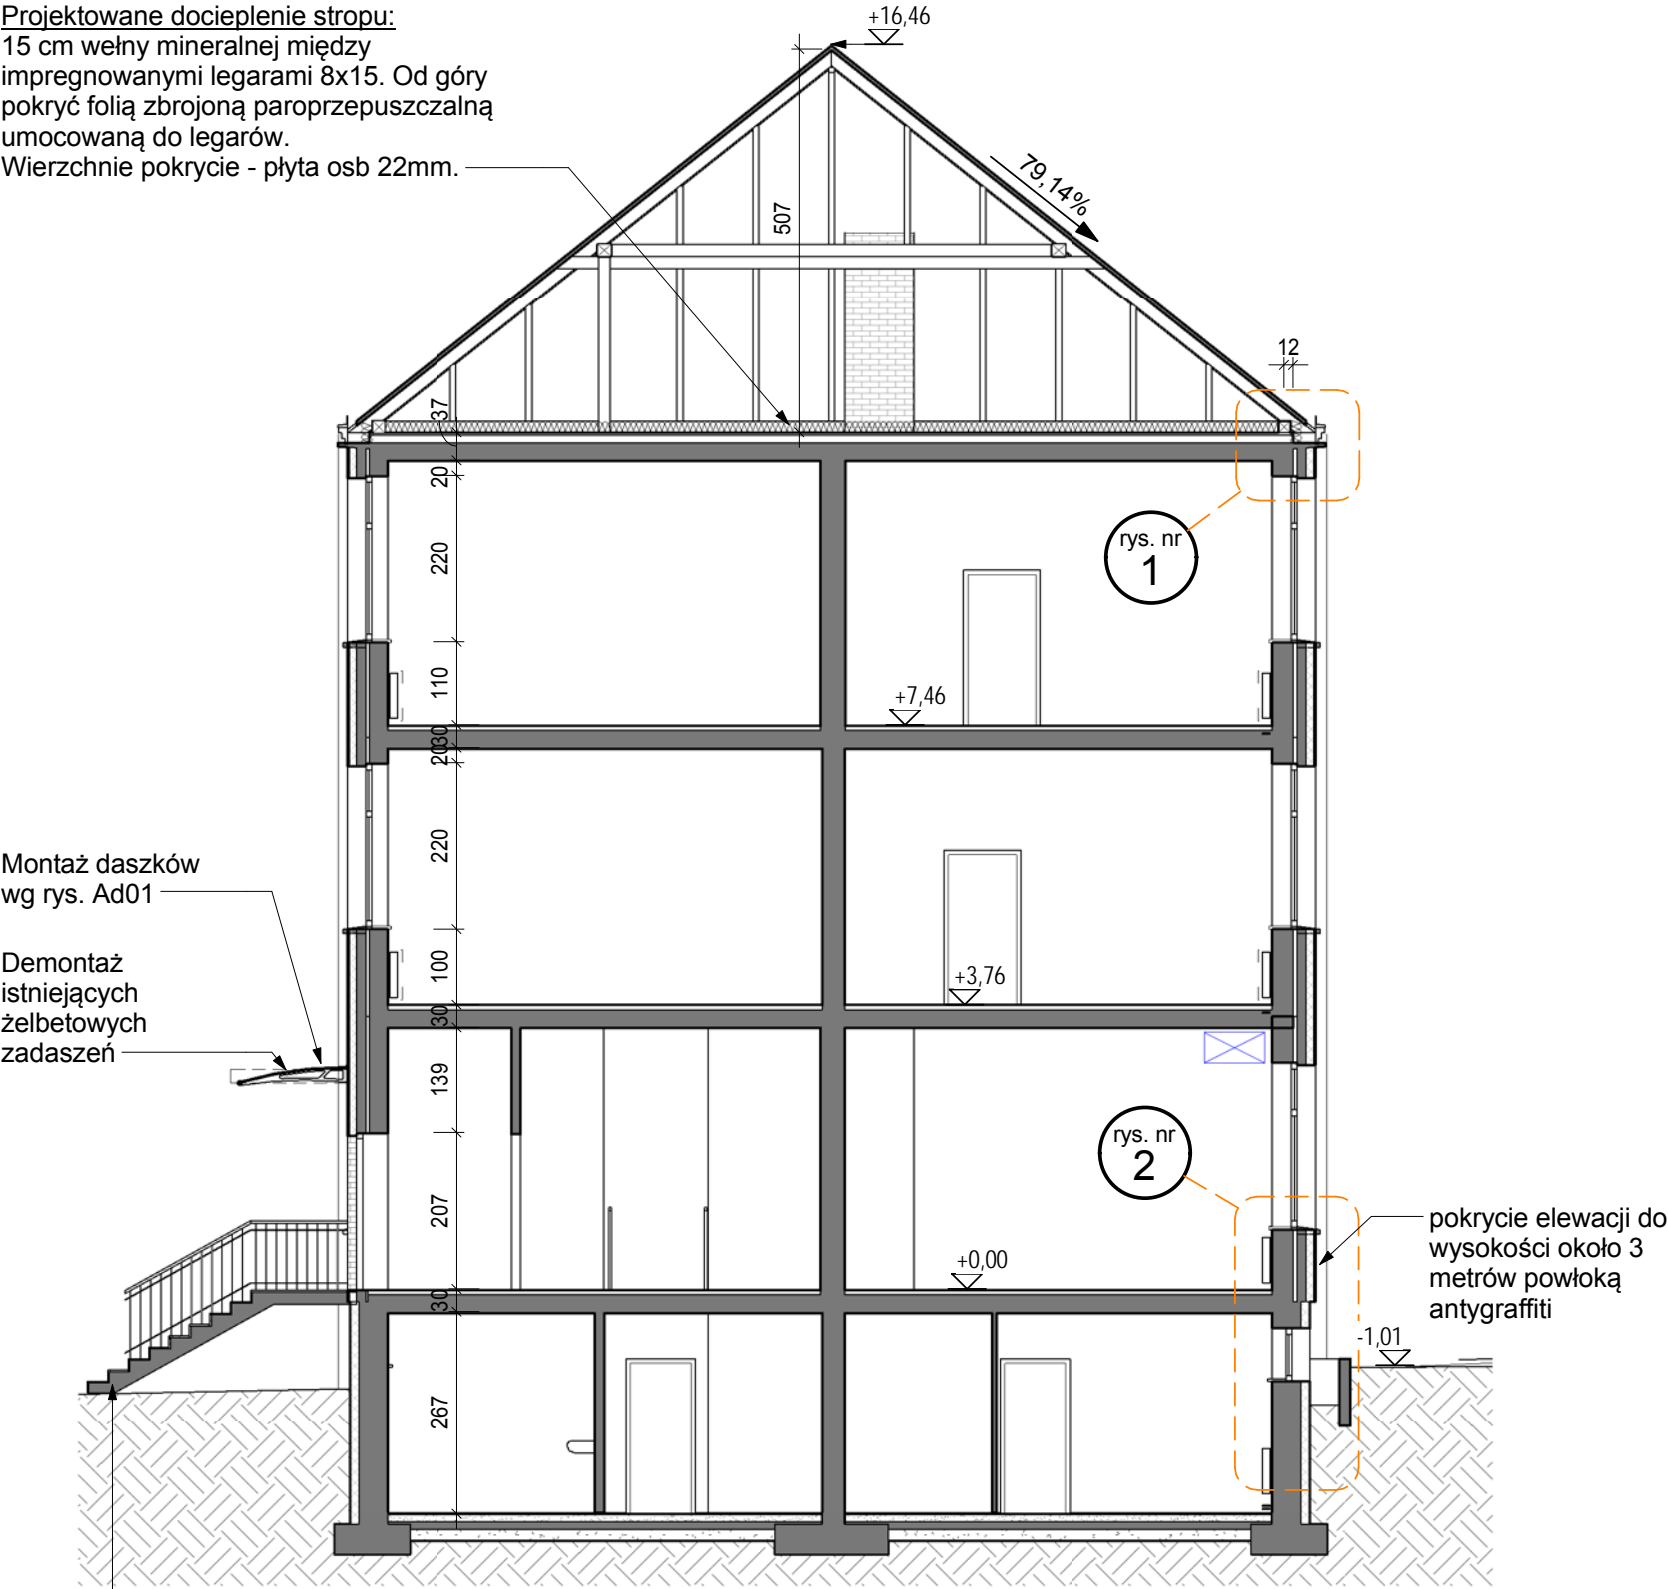 Projektowane docieplenie stropu:
15 cm wełny mineralnej między
impregnowanymi legarami 8x15. Od góry
pokryć folią zbrojoną paroprzepuszczalną
umocowaną do legarów.
Wierzchnie pokrycie - płyta osb 22mm.
+16,46
79,14%
507
12
37
20
220
110
30
20
220
100
30
139
207
30
267
rys. nr
1
+7,46
+3,76
Montaż daszków
wg rys. Ad01
Demontaż
istniejących
żelbetowych
zadaszeń
rys. nr
2
+0,00
pokrycie elewacji do
wysokości około 3
metrów powłoką
antygraffiti
-1,01